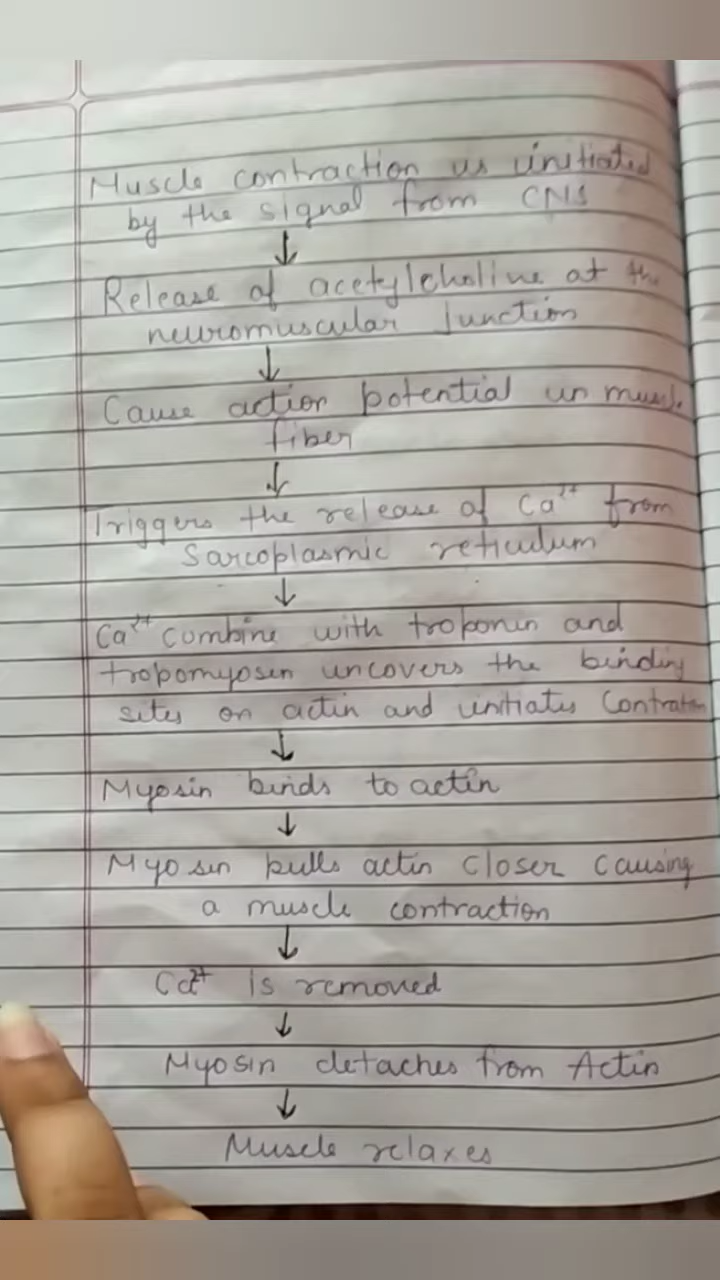 Muscle contraction is initiated
by the signal from CNS
↓
Release of acetylcholine at the
neuromuscular junction
↓
Cause action potential in
fiber
↓
Triggers the release of Ca²⁺ from
Sarcoplasmic reticulum
↓
Ca²⁺ combine with troponin and
tropomyosin uncovers the binding
sites on actin and initiates
↓
Myosin binds to actin
↓
Myosin pulls actin closer causing
a muscle contraction
↓
Ca²⁺ is removed
↓
Myosin detaches from Actin
↓
Muscle relaxes